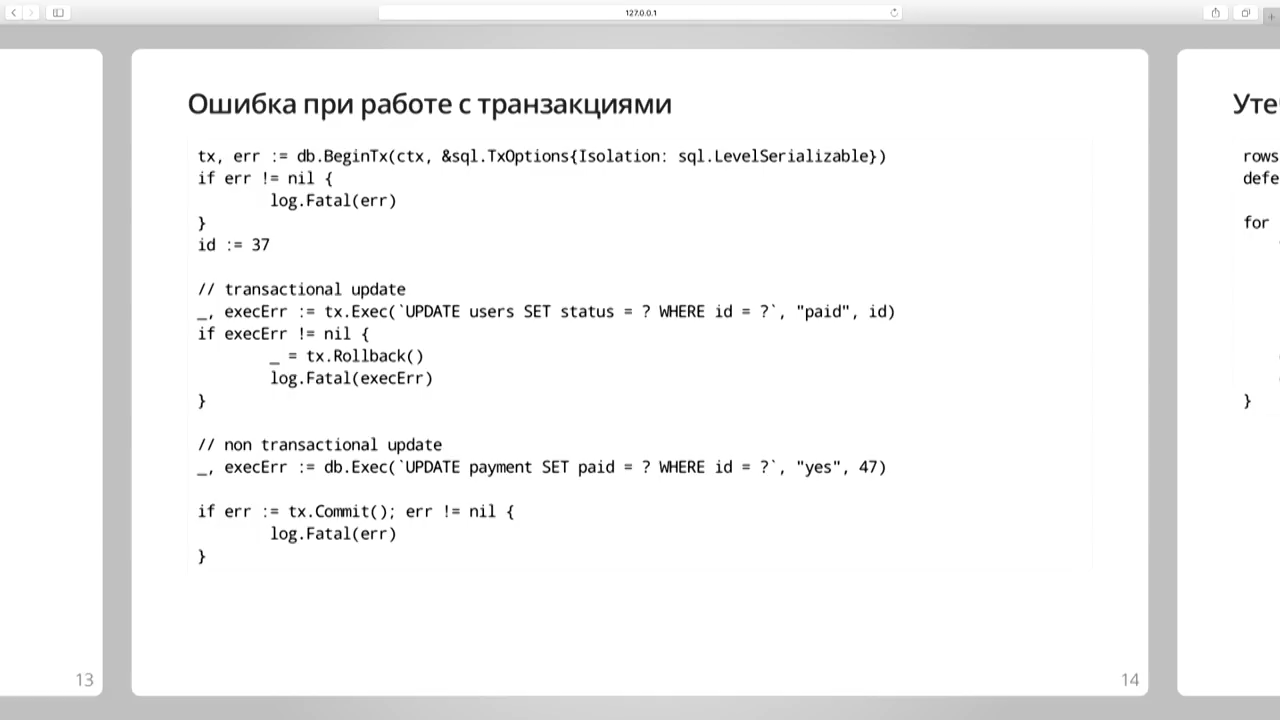 127.0.0.1
Ошибка при работе с транзакциями
tx, err := db.BeginTx(ctx, &sql.TxOptions{Isolation: sql.LevelSerializable})
if err != nil {
log.Fatal(err)
}
id := 37
// transactional update
_, execErr := tx.Exec(`UPDATE users SET status = ? WHERE id = ?`, "paid", id)
if execErr != nil {
_ = tx.Rollback()
log.Fatal(execErr)
}
// non transactional update
_, execErr := db.Exec(`UPDATE payment SET paid = ? WHERE id = ?`, "yes", 47)
if err := tx.Commit(); err != nil {
log.Fatal(err)
}
13
14
Уте
rows
defe
for
}